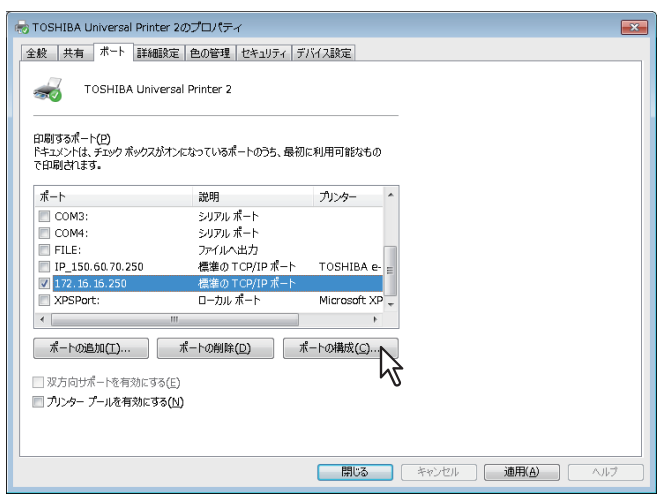 TOSHIBA Universal Printer 2のプロパティ
全般 共有 ポート 詳細設定 色の管理 セキュリティ デバイス設定
TOSHIBA Universal Printer 2
印刷するポート(P)
ドキュメントは、チェック ボックスがオンになっているポートのうち、最初に利用可能なもの
で印刷されます。
ポート 説明 プリンター
COM3: シリアル ポート
COM4: シリアル ポート
FILE: ファイルへ出力
IP_150.60.70.250 標準の TCP/IP ポート TOSHIBA e-
172.16.16.250 標準の TCP/IP ポート
XPSPort: ローカル ポート Microsoft XP
ポートの追加(T)... ポートの削除(D) ポートの構成(C)...
双方向サポートを有効にする(E)
プリンター プールを有効にする(N)
閉じる キャンセル 適用(A) ヘルプ